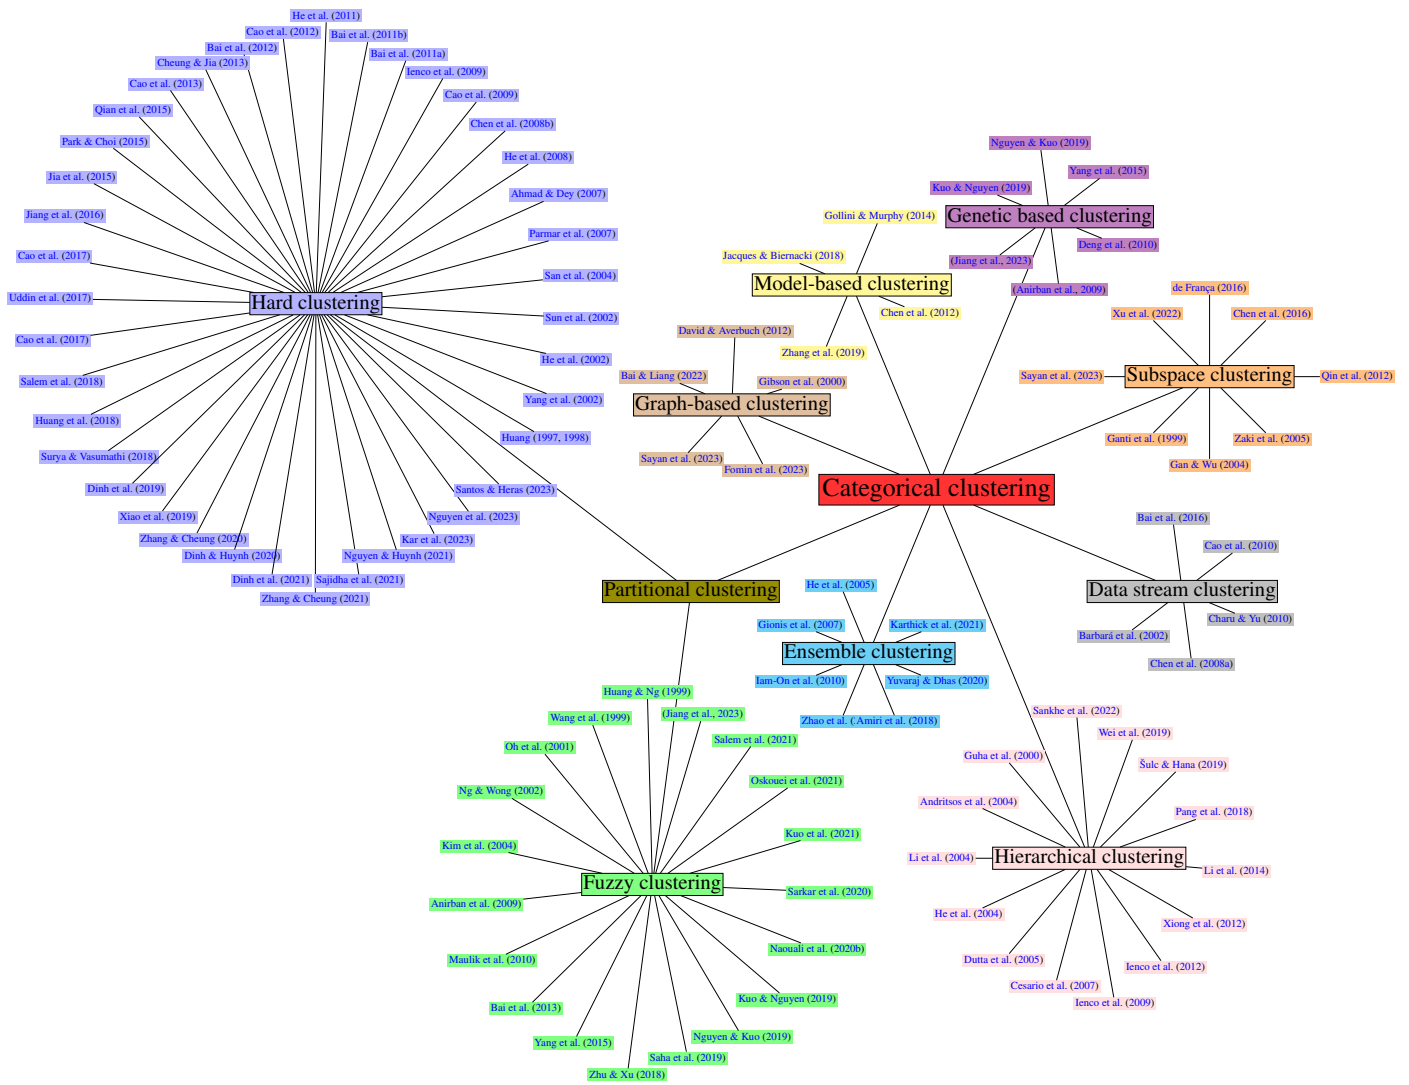 He et al. (2011)
Cao et al. (2012)
Bai et al. (2011b)
Bai et al. (2012)
Bai et al. (2011a)
Cheung & Jia (2013)
Ienco et al. (2009)
Cao et al. (2013)
Cao et al. (2009)
Qian et al. (2015)
Chen et al. (2008b)
Park & Choi (2015)
He et al. (2008)
Jia et al. (2015)
Ahmad & Dey (2007)
Jiang et al. (2016)
Parmar et al. (2007)
Cao et al. (2017)
San et al. (2004)
Uddin et al. (2017)
Hard clustering
Sun et al. (2002)
Cao et al. (2017)
He et al. (2002)
Salem et al. (2018)
Yang et al. (2002)
Huang et al. (2018)
Huang (1997, 1998)
Surya & Vasumathi (2018)
Dinh et al. (2019)
Santos & Heras (2023)
Xiao et al. (2019)
Nguyen et al. (2023)
Zhang & Cheung (2020)
Kar et al. (2023)
Dinh & Huynh (2020)
Nguyen & Huynh (2021)
Dinh et al. (2021)
Sajidha et al. (2021)
Zhang & Cheung (2021)
Nguyen & Kuo (2019)
Yang et al. (2015)
Kuo & Nguyen (2019)
Genetic based clustering
Deng et al. (2010)
(Jiang et al., 2023)
(Anirban et al., 2009)
Gollini & Murphy (2014)
Jacques & Biernacki (2018)
Model-based clustering
Chen et al. (2012)
Zhang et al. (2019)
David & Averbuch (2012)
Bai & Liang (2022)
Gibson et al. (2000)
Graph-based clustering
Sayan et al. (2023)
Fomin et al. (2023)
de França (2016)
Xu et al. (2022)
Chen et al. (2016)
Sayan et al. (2023)
Subspace clustering
Qin et al. (2012)
Ganti et al. (1999)
Zaki et al. (2005)
Gan & Wu (2004)
Categorical clustering
Bai et al. (2016)
Cao et al. (2010)
Data stream clustering
Charu & Yu (2010)
Barbará et al. (2002)
Chen et al. (2008a)
Partitional clustering
He et al. (2005)
Gionis et al. (2007)
Karthick et al. (2021)
Ensemble clustering
Iam-On et al. (2010)
Yuvaraj & Dhas (2020)
Zhao et al. (
Amiri et al. (2018)
Huang & Ng (1999)
(Jiang et al., 2023)
Wang et al. (1999)
Salem et al. (2021)
Oh et al. (2001)
Oskouei et al. (2021)
Ng & Wong (2002)
Kuo et al. (2021)
Kim et al. (2004)
Fuzzy clustering
Sarkar et al. (2020)
Anirban et al. (2009)
Naouali et al. (2020b)
Maulik et al. (2010)
Kuo & Nguyen (2019)
Bai et al. (2013)
Nguyen & Kuo (2019)
Yang et al. (2015)
Saha et al. (2019)
Zhu & Xu (2018)
Sankhe et al. (2022)
Wei et al. (2019)
Guha et al. (2000)
Šulc & Hana (2019)
Andritsos et al. (2004)
Pang et al. (2018)
Li et al. (2004)
Hierarchical clustering
Li et al. (2014)
He et al. (2004)
Xiong et al. (2012)
Dutta et al. (2005)
Ienco et al. (2012)
Cesario et al. (2007)
Ienco et al. (2009)